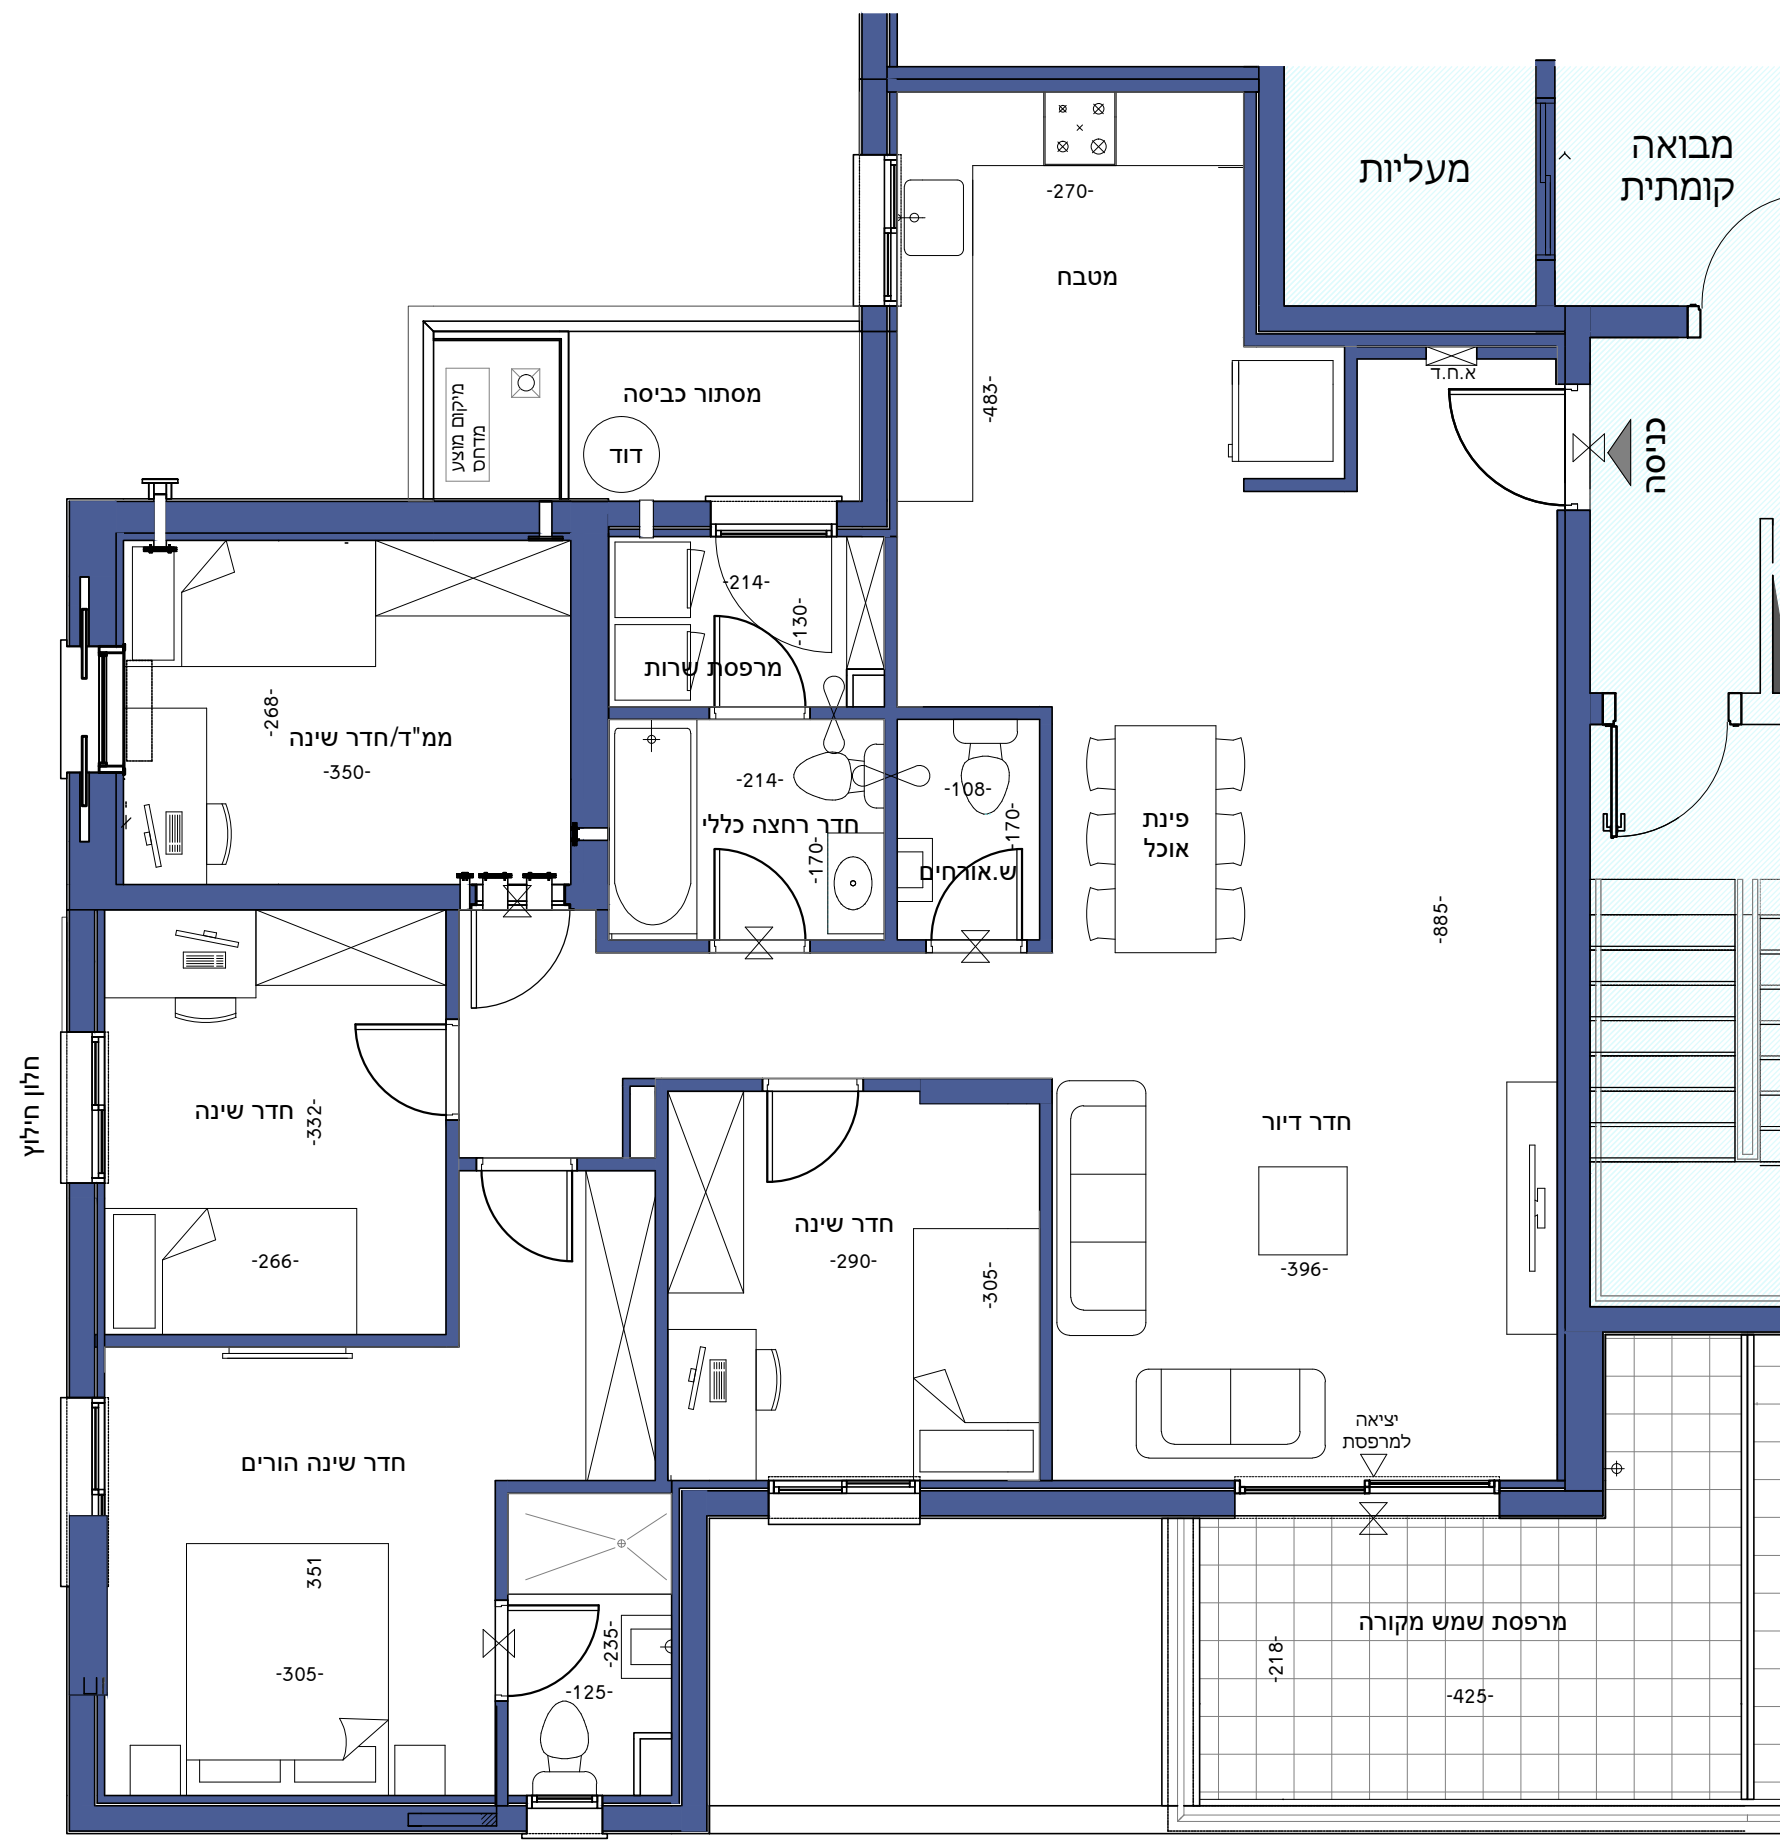 מבואה
קומתית
מעליות
-270-
מטבח
-483-
א.ח.ד
כניסה
מסתור כביסה
מיקום מוצע
מדחס
דוד
-214-
-130-
מרפסת שרות
-268-
ממ"ד/חדר שינה
-350-
-214-
חדר רחצה כללי
-170-
-108-
-170-
ש.אורחים
פינת
אוכל
-885-
חלון חילוץ
חדר שינה
-332-
-266-
חדר שינה
-290-
-305-
חדר דיור
-396-
יציאה
למרפסת
חדר שינה הורים
351
-305-
-235-
-125-
מרפסת שמש מקורה
-218-
-425-